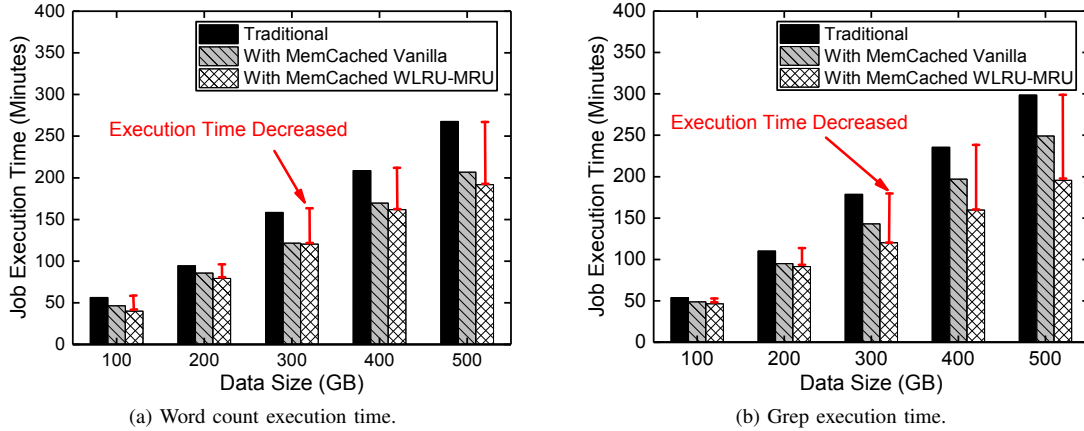 400
350
300
250
200
150
100
50
0
Job Execution Time (Minutes)
Traditional
With MemCached Vanilla
With MemCached WLRU-MRU
Execution Time Decreased
100 200 300 400 500
Data Size (GB)
(a) Word count execution time.
400
350
300
250
200
150
100
50
0
Job Execution Time (Minutes)
Traditional
With MemCached Vanilla
With MemCached WLRU-MRU
Execution Time Decreased
100 200 300 400 500
Data Size (GB)
(b) Grep execution time.